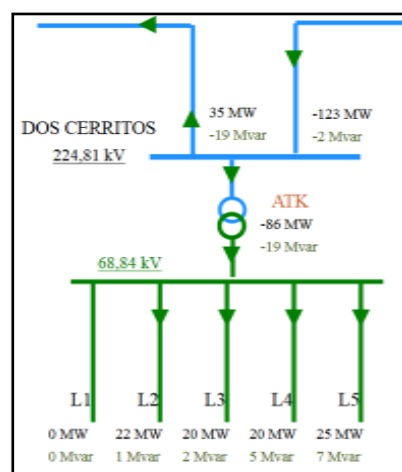 35 MW -123 MW
-19 Mvar -2 Mvar
DOS CERRITOS
224,81 kV
ATK
-86 MW
-19 Mvar
68,84 kV
L1 L2 L3 L4 L5
0 MW 22 MW 20 MW 20 MW 25 MW
0 Mvar 1 Mvar 2 Mvar 5 Mvar 7 Mvar